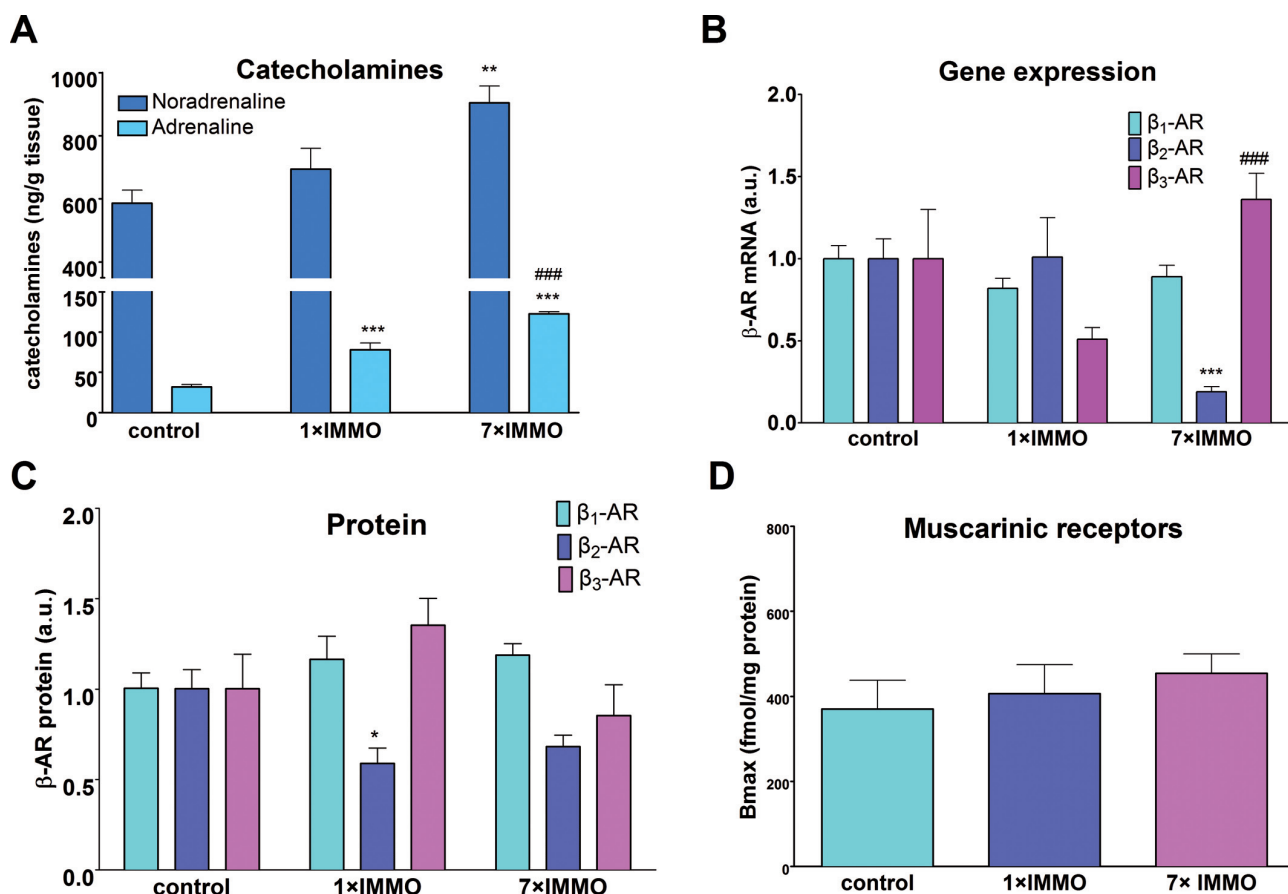 A
Catecholamines
Noradrenaline
Adrenaline
catecholamines (ng/g tissue)
1000
800
600
400
150
100
50
0
**
***
###
***
control
1×IMMO
7×IMMO
B
Gene expression
β1-AR
β2-AR
β3-AR
β-AR mRNA (a.u.)
2.0
1.5
1.0
0.5
0.0
###
***
control
1×IMMO
7×IMMO
C
Protein
β1-AR
β2-AR
β3-AR
β-AR protein (a.u.)
2.0
1.5
1.0
0.5
0.0
*
control
1×IMMO
7×IMMO
D
Muscarinic receptors
Bmax (fmol/mg protein)
800
600
400
200
0
control
1×IMMO
7× IMMO